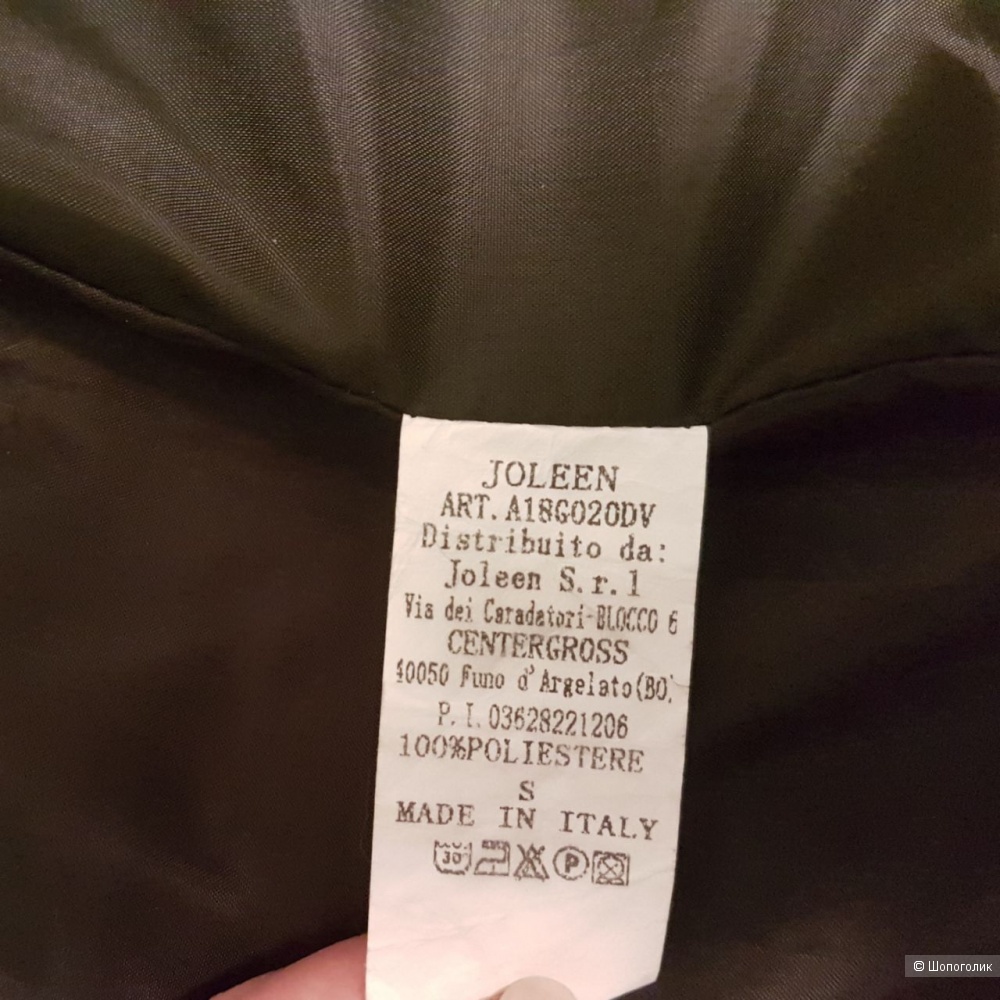 JOLEEN
ART. A18G020DV
Distribuito da:
Joleen S.r.l
Via dei Caradatori-BLOCCO 6
CENTERGROSS
40050 Funo d'Argelato(BO)
P. I. 03628221206
100%POLIESTERE
S
MADE IN ITALY
30
P
© Шопоголик